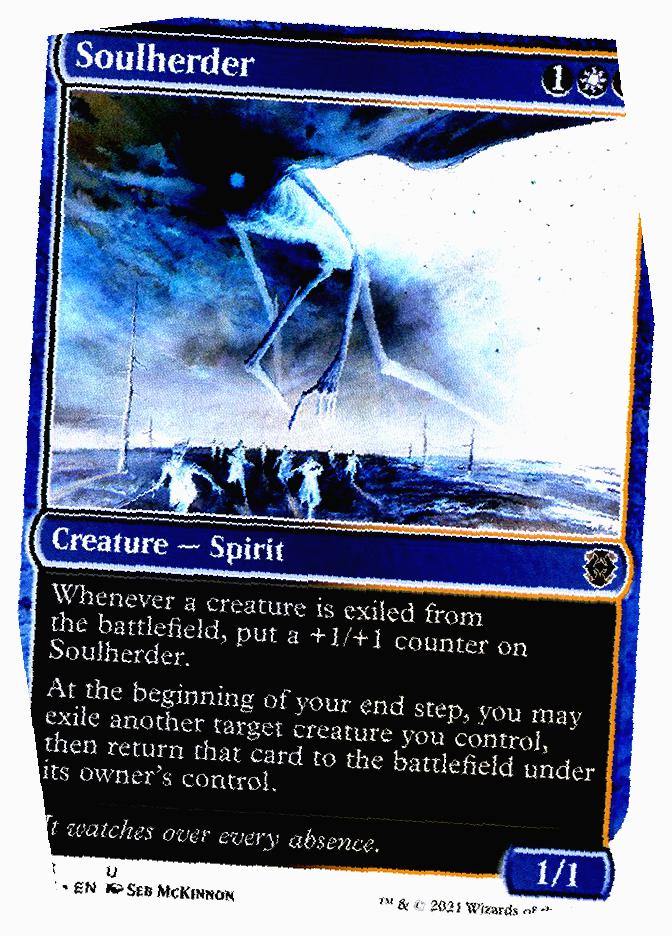 Soulherder
1
Creature — Spirit
Whenever a creature is exiled from
the battlefield, put a +1/+1 counter on
Soulherder.
At the beginning of your end step, you may
exile another target creature you control,
then return that card to the battlefield under
its owner's control.
It watches over every absence.
1/1
U
• EN Seb McKinnon
™ & © 2021 Wizards of